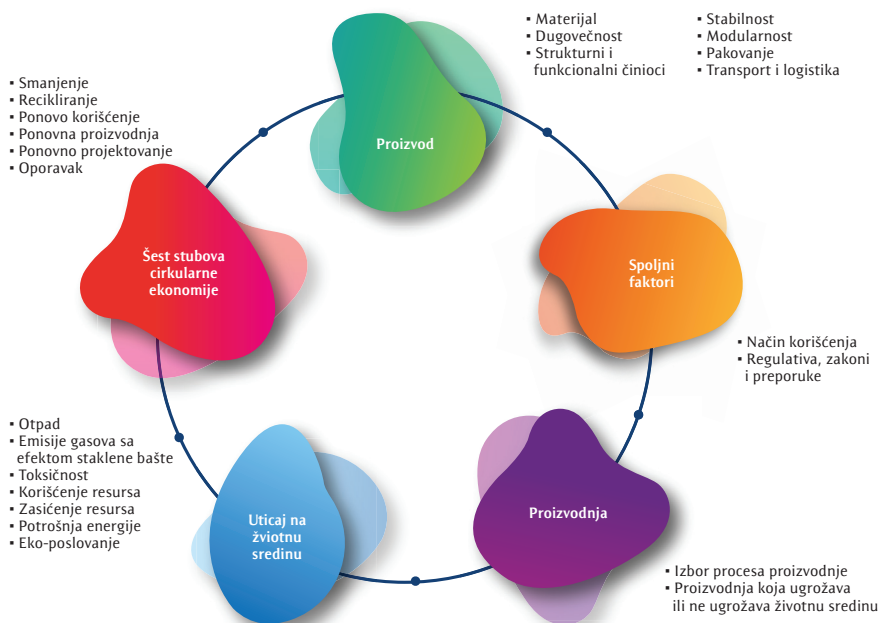 ▪ Materijal
▪ Dugovečnost
▪ Strukturni i
funkcionalni činioci
▪ Stabilnost
▪ Modularnost
▪ Pakovanje
▪ Transport i logistika
Proizvod
▪ Smanjenje
▪ Recikliranje
▪ Ponovo korišćenje
▪ Ponovna proizvodnja
▪ Ponovno projektovanje
▪ Oporavak
Šest stubova
cirkularne
ekonomije
Spoljni
faktori
▪ Način korišćenja
▪ Regulativa, zakoni
i preporuke
▪ Otpad
▪ Emisije gasova sa
efektom staklene bašte
▪ Toksičnost
▪ Korišćenje resursa
▪ Zasićenje resursa
▪ Potrošnja energije
▪ Eko-poslovanje
Uticaj na
žviotnu
sredinu
Proizvodnja
▪ Izbor procesa proizvodnje
▪ Proizvodnja koja ugrožava
ili ne ugrožava životnu sredinu